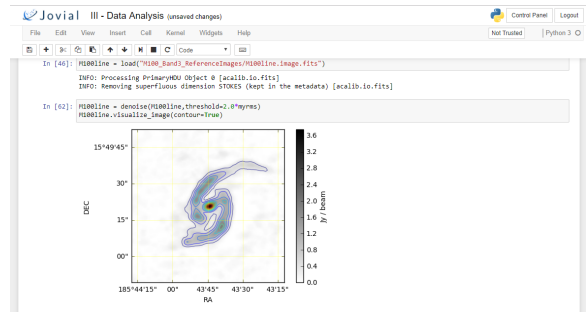 Jovial III - Data Analysis (unsaved changes)
Control Panel Logout
File Edit View Insert Cell Kernel Widgets Help
Not Trusted Python 3
Code
In [46]: M100line = load("M100_Band3_ReferenceImages/M100line.image.fits")
INFO: Processing PrimaryHDU Object 0 [acalib.io.fits]
INFO: Removing superfluous dimension STOKES (kept in the metadata) [acalib.io.fits]
In [62]: M100line = denoise(M100line,threshold=2.0*myrms)
M100line.visualize_image(contour=True)
15°49'45"
30"
15"
00"
DEC
185°44'15" 00" 43'45" 43'30" 43'15"
RA
3.6
3.2
2.8
2.4
2.0
1.6
1.2
0.8
0.4
0.0
Jy / beam